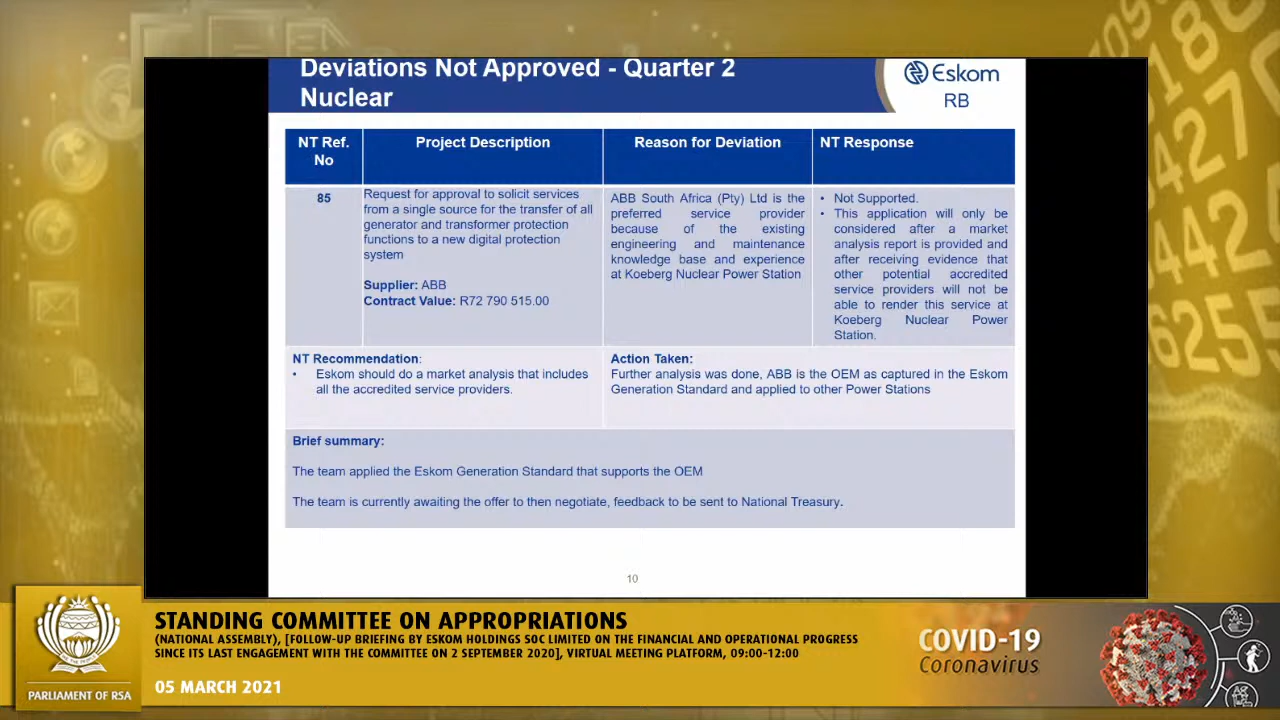 Deviations Not Approved - Quarter 2
Nuclear
Eskom
RB
NT Ref.
No
Project Description
Reason for Deviation
NT Response
85
Request for approval to solicit services
from a single source for the transfer of all
generator and transformer protection
functions to a new digital protection
system
Supplier: ABB
Contract Value: R72 790 515.00
ABB South Africa (Pty) Ltd is the
preferred service provider
because of the existing
engineering and maintenance
knowledge base and experience
at Koeberg Nuclear Power Station
• Not Supported.
• This application will only be
considered after a market
analysis report is provided and
after receiving evidence that
other potential accredited
service providers will not be
able to render this service at
Koeberg Nuclear Power
Station.
NT Recommendation:
• Eskom should do a market analysis that includes
all the accredited service providers.
Action Taken:
Further analysis was done, ABB is the OEM as captured in the Eskom
Generation Standard and applied to other Power Stations
Brief summary:
The team applied the Eskom Generation Standard that supports the OEM
The team is currently awaiting the offer to then negotiate, feedback to be sent to National Treasury.
10
PARLIAMENT OF RSA
STANDING COMMITTEE ON APPROPRIATIONS
(NATIONAL ASSEMBLY), [FOLLOW-UP BRIEFING BY ESKOM HOLDINGS SOC LIMITED ON THE FINANCIAL AND OPERATIONAL PROGRESS
SINCE ITS LAST ENGAGEMENT WITH THE COMMITTEE ON 2 SEPTEMBER 2020], VIRTUAL MEETING PLATFORM, 09:00-12:00
05 MARCH 2021
COVID-19
Coronavirus